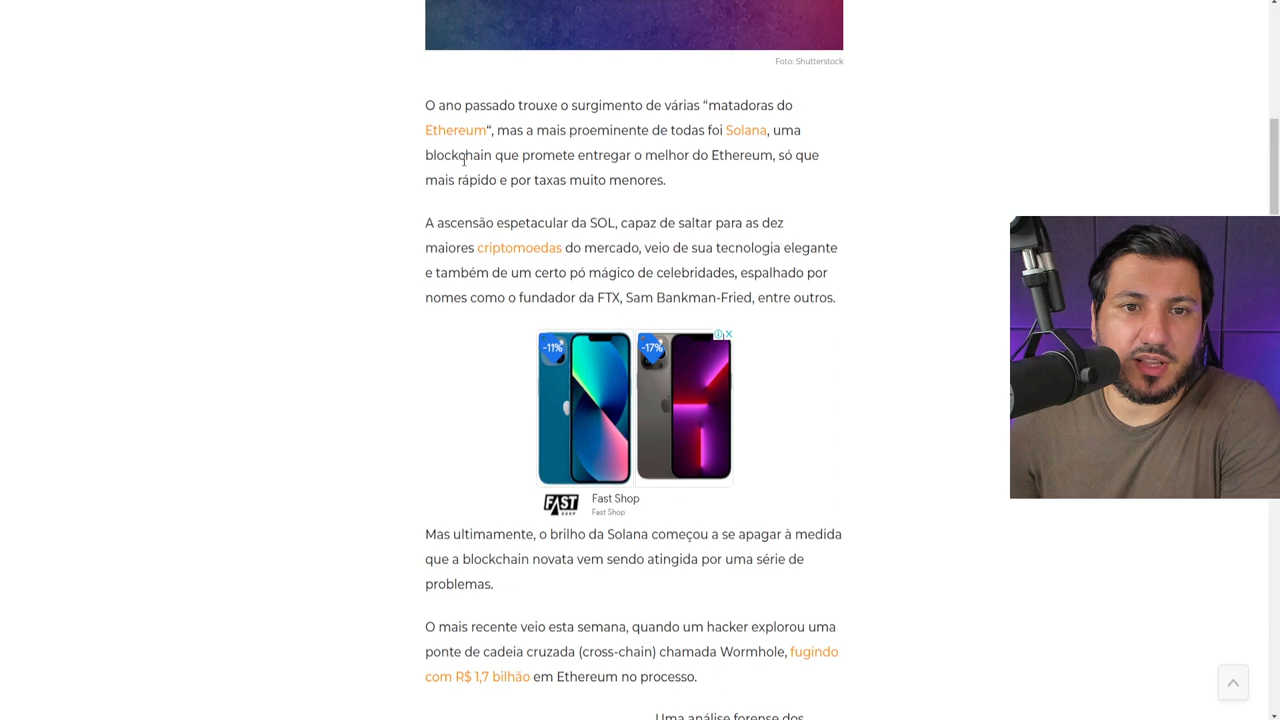 Foto: Shutterstock
O ano passado trouxe o surgimento de várias “matadoras do
Ethereum“, mas a mais proeminente de todas foi Solana, uma
blockchain que promete entregar o melhor do Ethereum, só que
mais rápido e por taxas muito menores.
A ascensão espetacular da SOL, capaz de saltar para as dez
maiores criptomoedas do mercado, veio de sua tecnologia elegante
e também de um certo pó mágico de celebridades, espalhado por
nomes como o fundador da FTX, Sam Bankman-Fried, entre outros.
-11%
-17%
FAST
SHOP
Fast Shop
Fast Shop
Mas ultimamente, o brilho da Solana começou a se apagar à medida
que a blockchain novata vem sendo atingida por uma série de
problemas.
O mais recente veio esta semana, quando um hacker explorou uma
ponte de cadeia cruzada (cross-chain) chamada Wormhole, fugindo
com R$ 1,7 bilhão em Ethereum no processo.
Uma análise forense dos